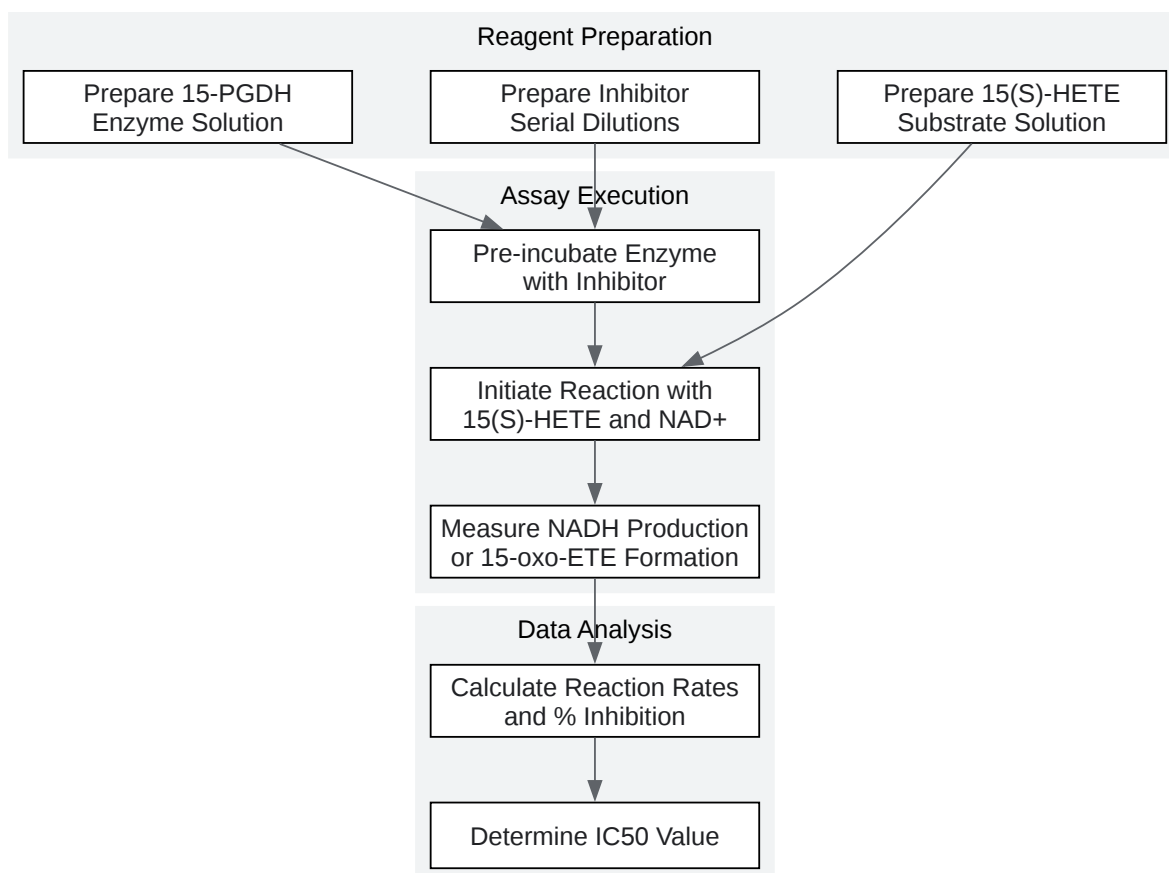 Reagent Preparation
Prepare 15-PGDH
Enzyme Solution
Prepare Inhibitor
Serial Dilutions
Prepare 15(S)-HETE
Substrate Solution
Assay Execution
Pre-incubate Enzyme
with Inhibitor
Initiate Reaction with
15(S)-HETE and NAD+
Measure NADH Production
or 15-oxo-ETE Formation
Data Analysis
Calculate Reaction Rates
and % Inhibition
Determine IC50 Value